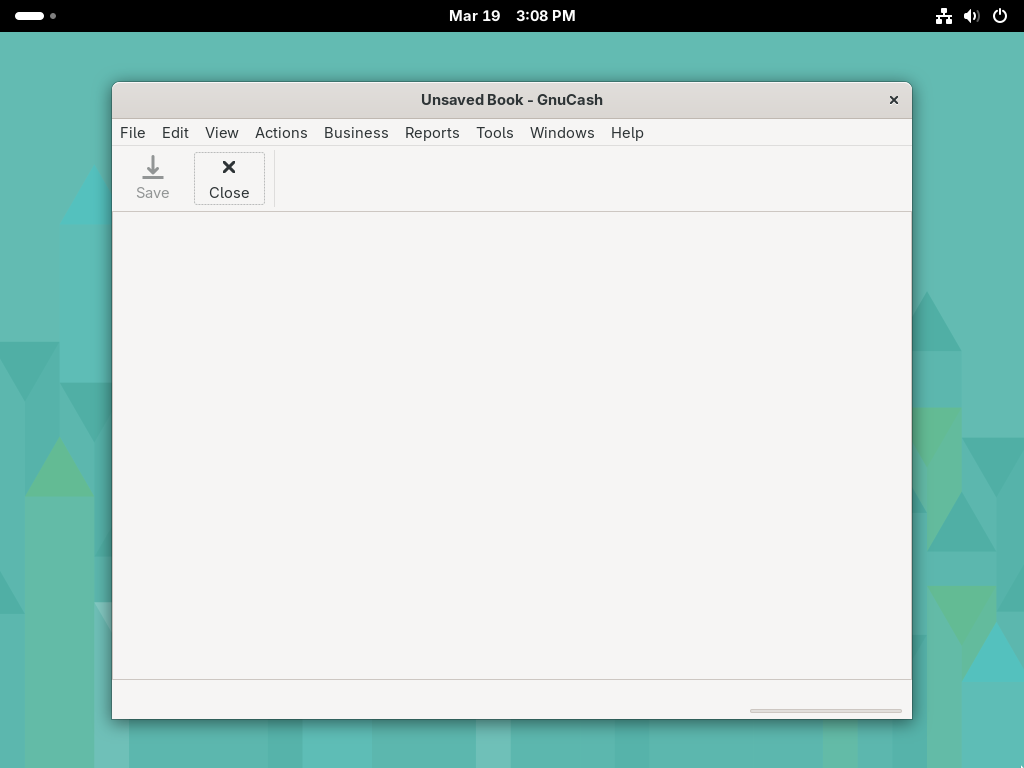 Mar 19 3:08 PM
Unsaved Book - GnuCash
File Edit View Actions Business Reports Tools Windows Help
Save Close